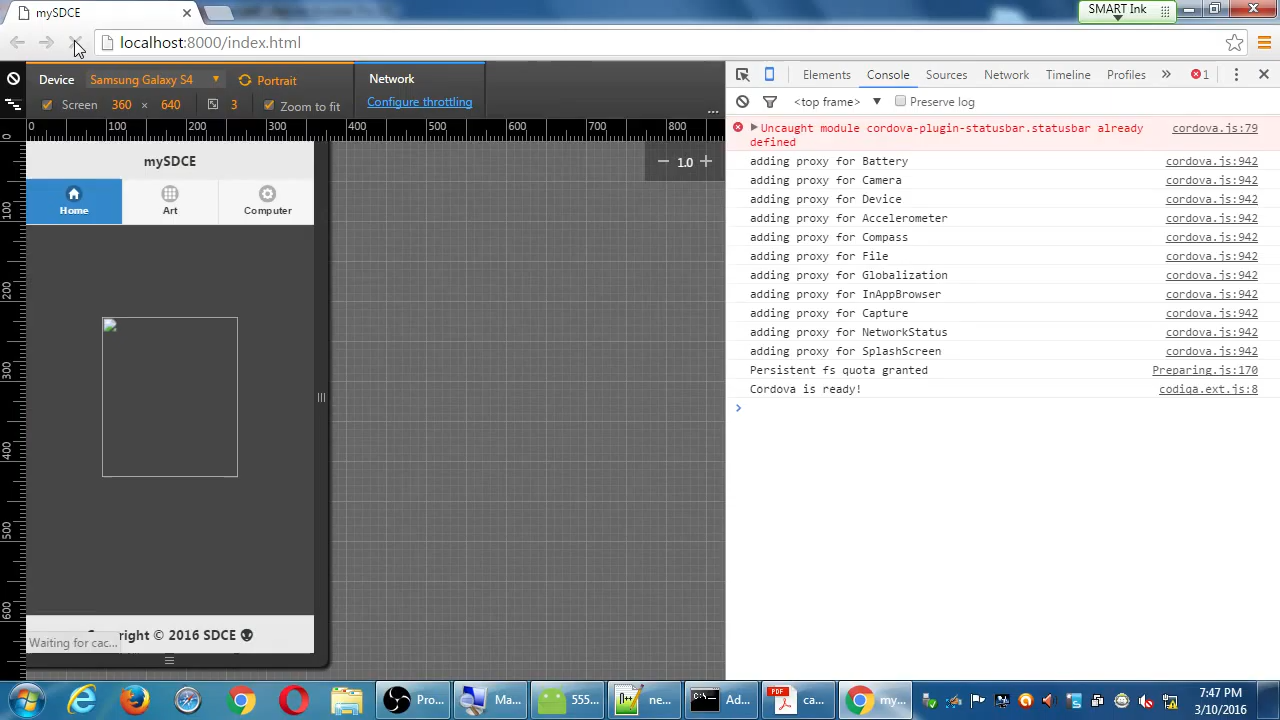 mySDCE
SMART Ink
localhost:8000/index.html
Device Samsung Galaxy S4 Portrait
Network
Screen 360 × 640 3 Zoom to fit
Configure throttling
...
Elements Console Sources Network Timeline Profiles » 1
<top frame> Preserve log
0 100 200 300 400 500 600 700 800
0
100
200
300
400
500
600
mySDCE
1.0
Home Art Computer
Copyright © 2016 SDCE
Waiting for cac...
Uncaught module cordova-plugin-statusbar.statusbar already defined cordova.js:79
adding proxy for Battery cordova.js:942
adding proxy for Camera cordova.js:942
adding proxy for Device cordova.js:942
adding proxy for Accelerometer cordova.js:942
adding proxy for Compass cordova.js:942
adding proxy for File cordova.js:942
adding proxy for Globalization cordova.js:942
adding proxy for InAppBrowser cordova.js:942
adding proxy for Capture cordova.js:942
adding proxy for NetworkStatus cordova.js:942
adding proxy for SplashScreen cordova.js:942
Persistent fs quota granted Preparing.js:170
Cordova is ready! codiqa.ext.js:8
Pro... Ma... 555... ne... Ad... ca... my...
7:47 PM
3/10/2016